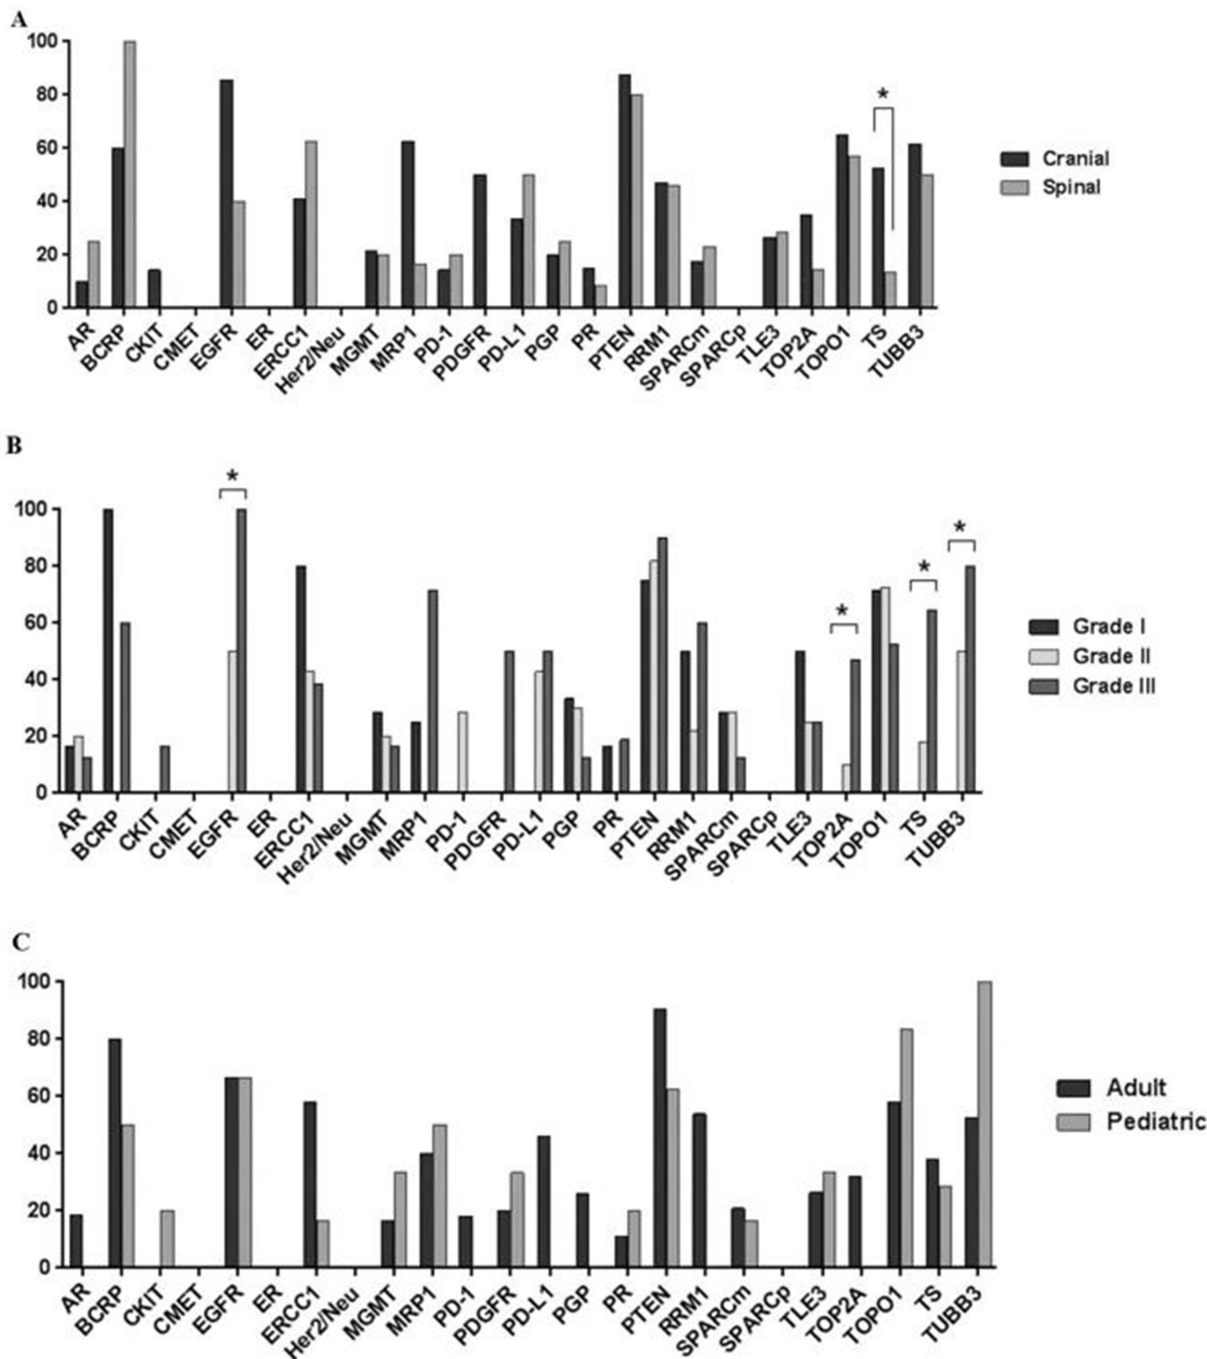 A
100
80
60
40
20
0
*
Cranial
Spinal
AR BCRP CKIT CMET EGFR ER ERCC1 Her2/Neu MGMT MRP1 PD-1 PDGFR PD-L1 PGP PR PTEN RRM1 SPARCm SPARCp TLE3 TOP2A TOPO1 TS TUBB3
B
100
80
60
40
20
0
* * * *
Grade I
Grade II
Grade III
AR BCRP CKIT CMET EGFR ER ERCC1 Her2/Neu MGMT MRP1 PD-1 PDGFR PD-L1 PGP PR PTEN RRM1 SPARCm SPARCp TLE3 TOP2A TOPO1 TS TUBB3
C
100
80
60
40
20
0
Adult
Pediatric
AR BCRP CKIT CMET EGFR ER ERCC1 Her2/Neu MGMT MRP1 PD-1 PDGFR PD-L1 PGP PR PTEN RRM1 SPARCm SPARCp TLE3 TOP2A TOPO1 TS TUBB3